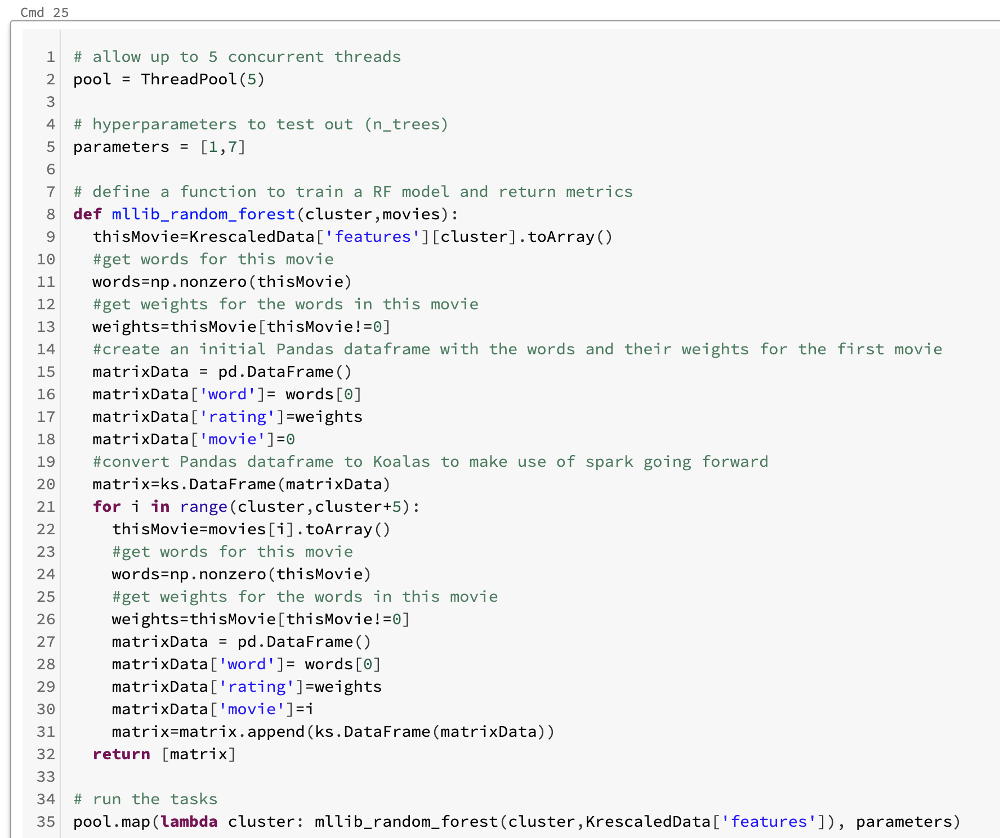 Cmd 25
1 # allow up to 5 concurrent threads
2 pool = ThreadPool(5)
3
4 # hyperparameters to test out (n_trees)
5 parameters = [1,7]
6
7 # define a function to train a RF model and return metrics
8 def mllib_random_forest(cluster,movies):
9   thisMovie=KrescaledData['features'][cluster].toArray()
10   #get words for this movie
11   words=np.nonzero(thisMovie)
12   #get weights for the words in this movie
13   weights=thisMovie[thisMovie!=0]
14   #create an initial Pandas dataframe with the words and their weights for the first movie
15   matrixData = pd.DataFrame()
16   matrixData['word']= words[0]
17   matrixData['rating']=weights
18   matrixData['movie']=0
19   #convert Pandas dataframe to Koalas to make use of spark going forward
20   matrix=ks.DataFrame(matrixData)
21   for i in range(cluster,cluster+5):
22     thisMovie=movies[i].toArray()
23     #get words for this movie
24     words=np.nonzero(thisMovie)
25     #get weights for the words in this movie
26     weights=thisMovie[thisMovie!=0]
27     matrixData = pd.DataFrame()
28     matrixData['word']= words[0]
29     matrixData['rating']=weights
30     matrixData['movie']=i
31     matrix=matrix.append(ks.DataFrame(matrixData))
32   return [matrix]
33
34 # run the tasks
35 pool.map(lambda cluster: mllib_random_forest(cluster,KrescaledData['features']), parameters)